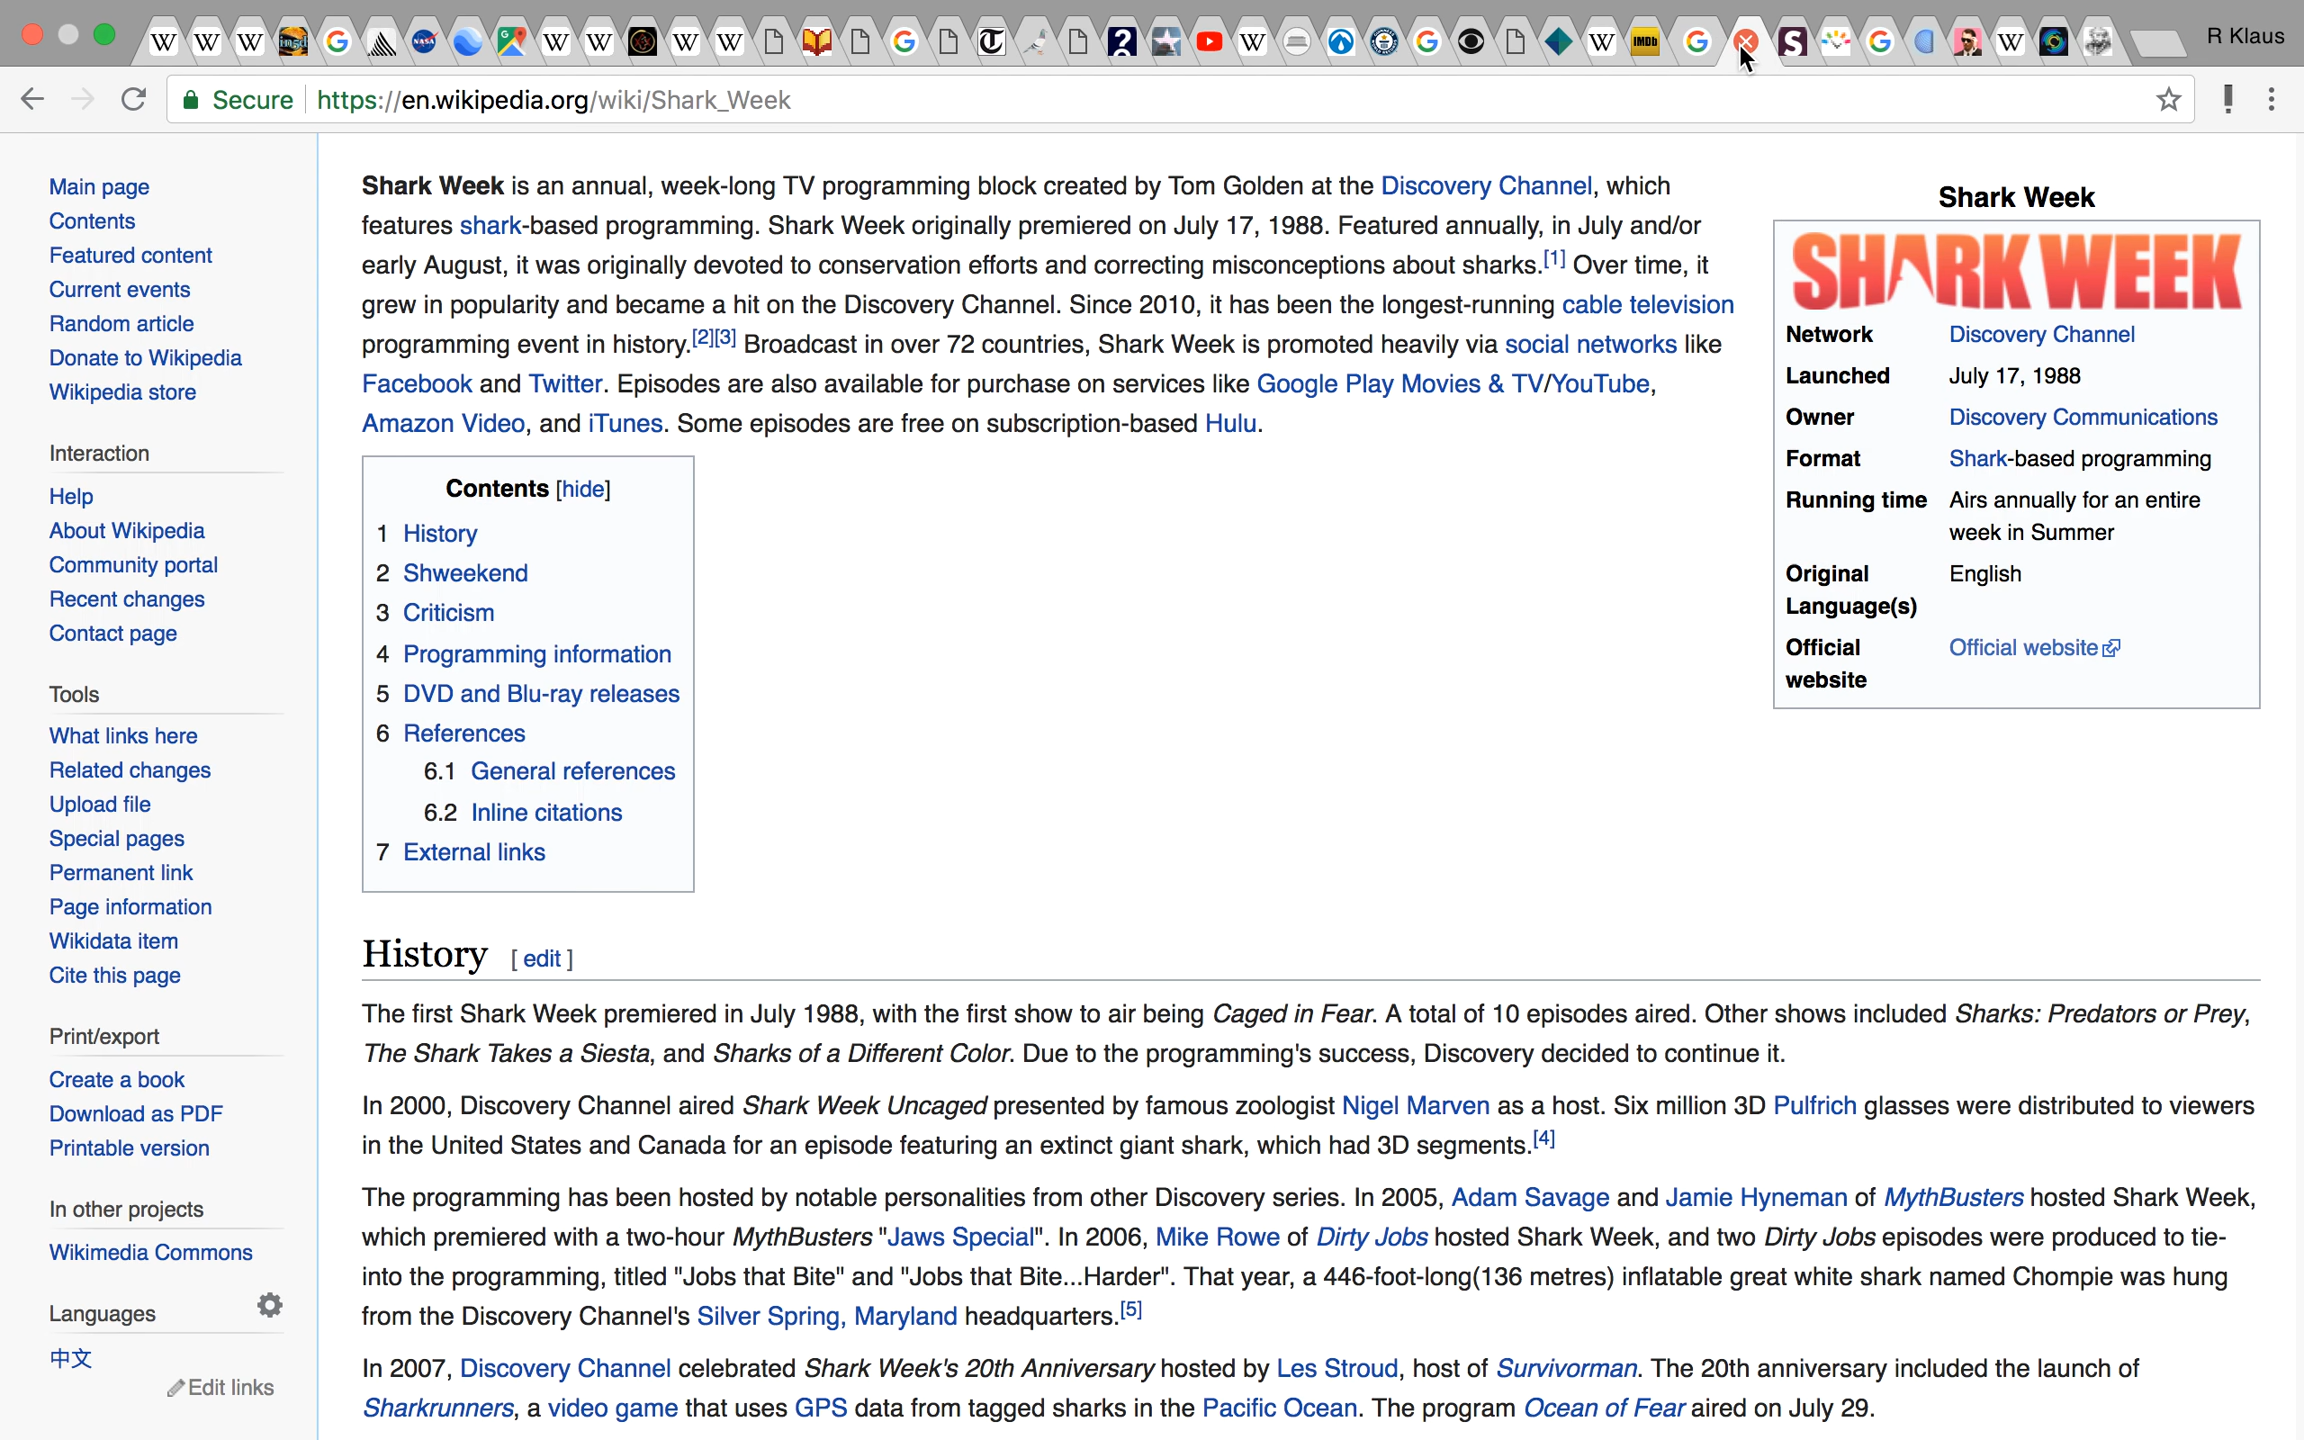 R Klaus
Secure https://en.wikipedia.org/wiki/Shark_Week
Main page
Contents
Featured content
Current events
Random article
Donate to Wikipedia
Wikipedia store
Interaction
Help
About Wikipedia
Community portal
Recent changes
Contact page
Tools
What links here
Related changes
Upload file
Special pages
Permanent link
Page information
Wikidata item
Cite this page
Print/export
Create a book
Download as PDF
Printable version
In other projects
Wikimedia Commons
Languages
中文
Edit links
Shark Week is an annual, week-long TV programming block created by Tom Golden at the Discovery Channel, which
features shark-based programming. Shark Week originally premiered on July 17, 1988. Featured annually, in July and/or
early August, it was originally devoted to conservation efforts and correcting misconceptions about sharks.[1] Over time, it
grew in popularity and became a hit on the Discovery Channel. Since 2010, it has been the longest-running cable television
programming event in history.[2][3] Broadcast in over 72 countries, Shark Week is promoted heavily via social networks like
Facebook and Twitter. Episodes are also available for purchase on services like Google Play Movies & TV/YouTube,
Amazon Video, and iTunes. Some episodes are free on subscription-based Hulu.
Shark Week
SHARK WEEK
Network Discovery Channel
Launched July 17, 1988
Owner Discovery Communications
Format Shark-based programming
Running time Airs annually for an entire
week in Summer
Original English
Language(s)
Official Official website
website
Contents [hide]
1 History
2 Shweekend
3 Criticism
4 Programming information
5 DVD and Blu-ray releases
6 References
6.1 General references
6.2 Inline citations
7 External links
History [ edit ]
The first Shark Week premiered in July 1988, with the first show to air being Caged in Fear. A total of 10 episodes aired. Other shows included Sharks: Predators or Prey,
The Shark Takes a Siesta, and Sharks of a Different Color. Due to the programming's success, Discovery decided to continue it.
In 2000, Discovery Channel aired Shark Week Uncaged presented by famous zoologist Nigel Marven as a host. Six million 3D Pulfrich glasses were distributed to viewers
in the United States and Canada for an episode featuring an extinct giant shark, which had 3D segments.[4]
The programming has been hosted by notable personalities from other Discovery series. In 2005, Adam Savage and Jamie Hyneman of MythBusters hosted Shark Week,
which premiered with a two-hour MythBusters "Jaws Special". In 2006, Mike Rowe of Dirty Jobs hosted Shark Week, and two Dirty Jobs episodes were produced to tie-
into the programming, titled "Jobs that Bite" and "Jobs that Bite...Harder". That year, a 446-foot-long(136 metres) inflatable great white shark named Chompie was hung
from the Discovery Channel's Silver Spring, Maryland headquarters.[5]
In 2007, Discovery Channel celebrated Shark Week's 20th Anniversary hosted by Les Stroud, host of Survivorman. The 20th anniversary included the launch of
Sharkrunners, a video game that uses GPS data from tagged sharks in the Pacific Ocean. The program Ocean of Fear aired on July 29.